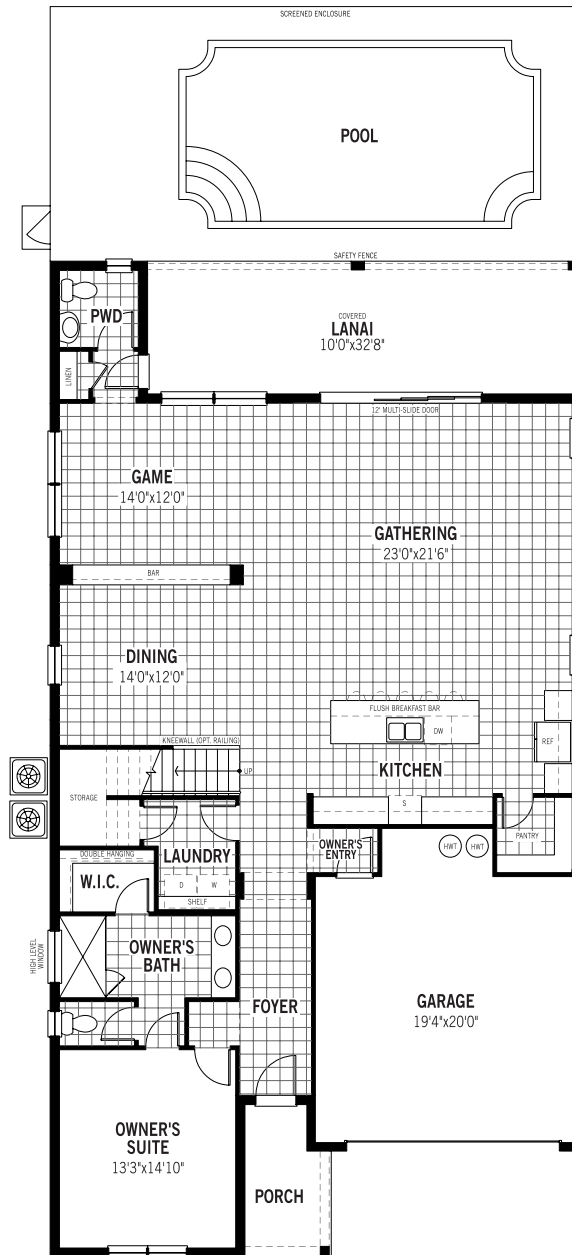 SCREENED ENCLOSURE
POOL
SAFETY FENCE
PWD
COVERED
LANAI
10'0"x32'8"
LINEN
12' MULTI-SLIDE DOOR
GAME
14'0"x12'0"
GATHERING
23'0"x21'6"
BAR
DINING
14'0"x12'0"
FLUSH BREAKFAST BAR
DW
REF
KNEEWALL (OPT. RAILING)
UP
KITCHEN
STORAGE
S
PANTRY
OWNER'S
ENTRY
HWT
HWT
DOUBLE HANGING
LAUNDRY
W.I.C.
D
W
SHELF
HIGH LEVEL
WINDOW
OWNER'S
BATH
FOYER
GARAGE
19'4"x20'0"
OWNER'S
SUITE
13'3"x14'10"
PORCH